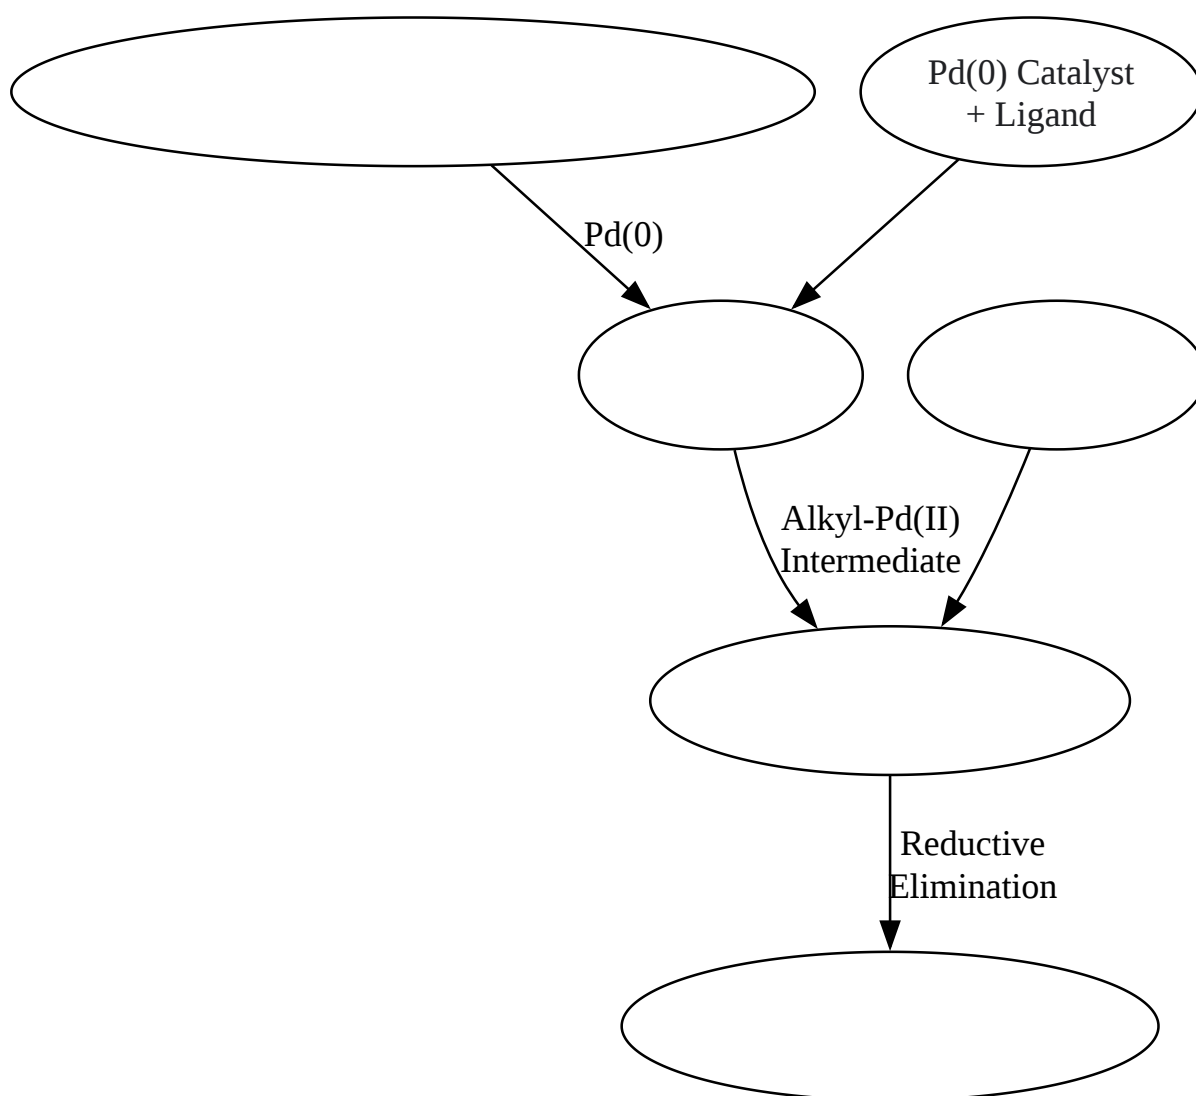 Pd(0) Catalyst
+ Ligand
Pd(0)
Alkyl-Pd(II)
Intermediate
Reductive
Elimination